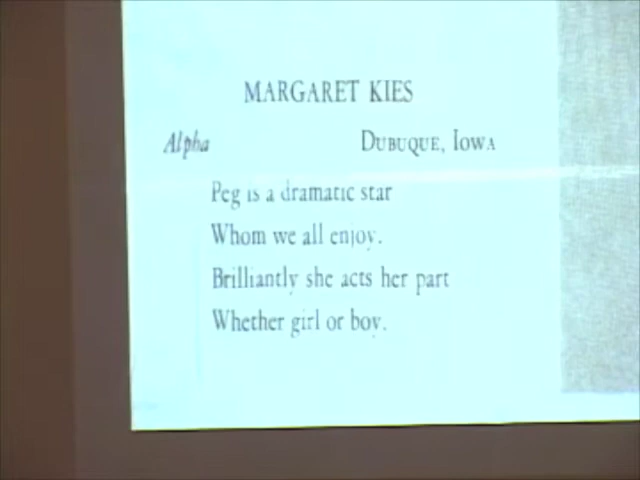 MARGARET KIES
Alpha DUBUQUE, IOWA
Peg is a dramatic star
Whom we all enjoy.
Brilliantly she acts her part
Whether girl or boy.